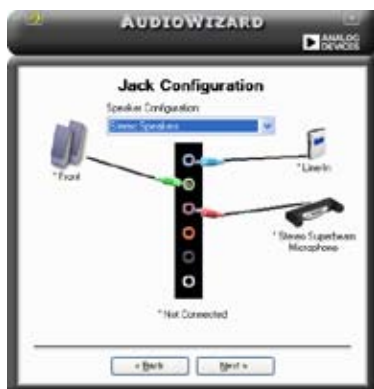 AUDIOWIZARD
ANALOG
DEVICES
Jack Configuration
Speaker Configuration:
Stereo Speakers
* Front
* Line-In
* Stereo Superbeam
Microphone
* Not Connected
< Back
Next >